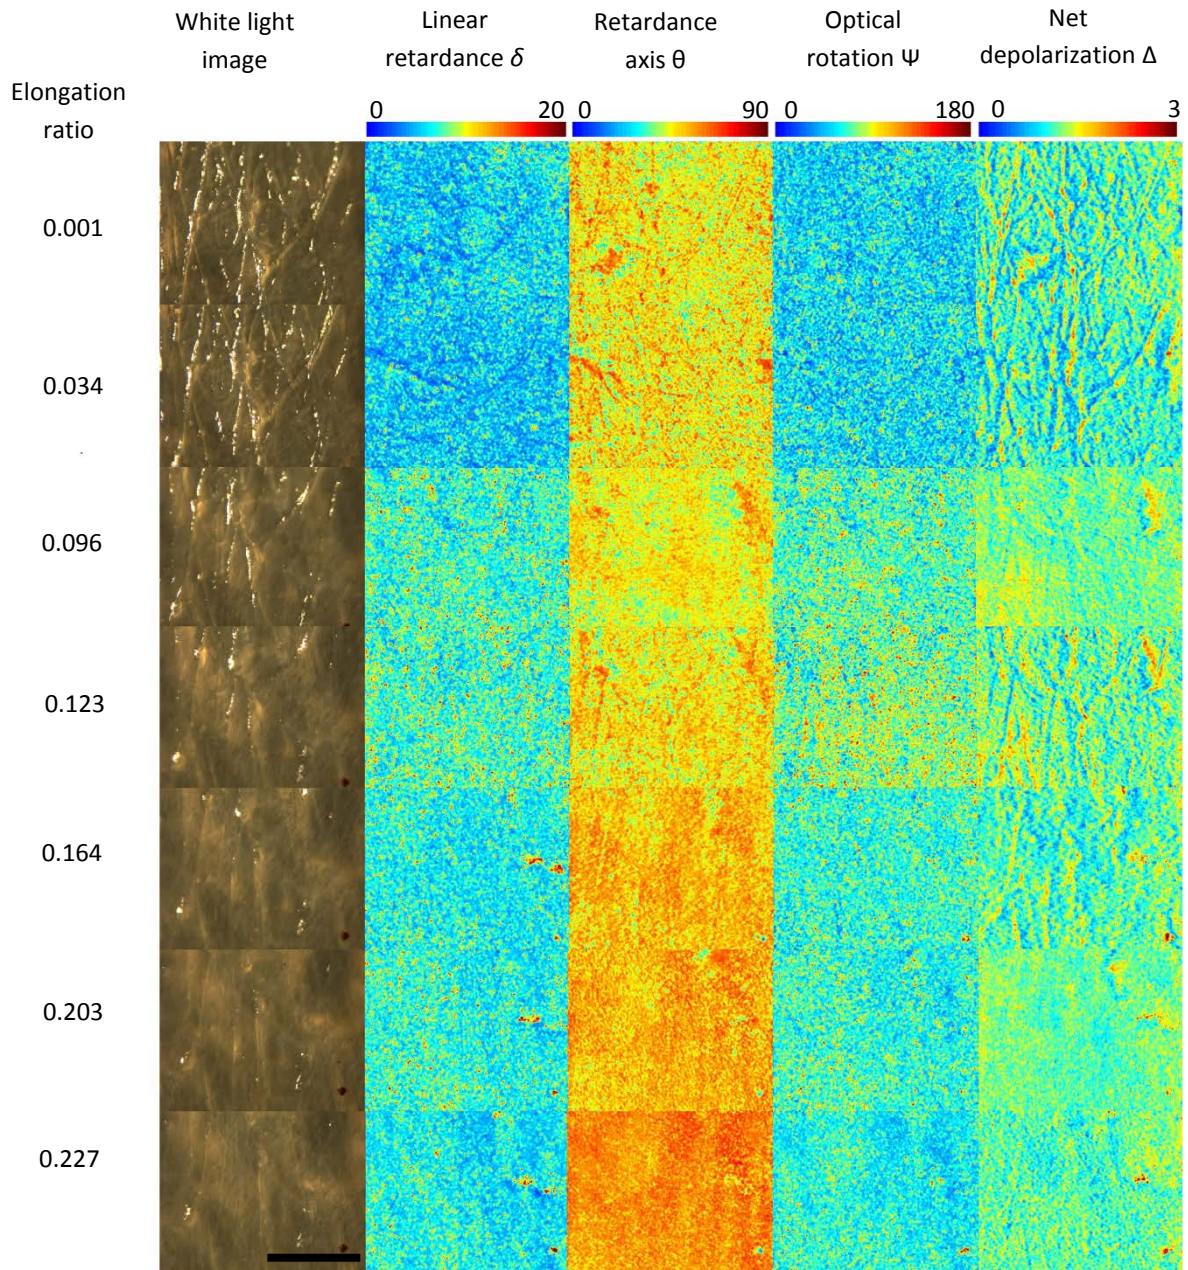 White light
image
Linear
retardance δ
Retardance
axis θ
Optical
rotation Ψ
Net
depolarization Δ
Elongation
ratio
0 20
0 90
0 180
0 3
0.001
0.034
0.096
0.123
0.164
0.203
0.227